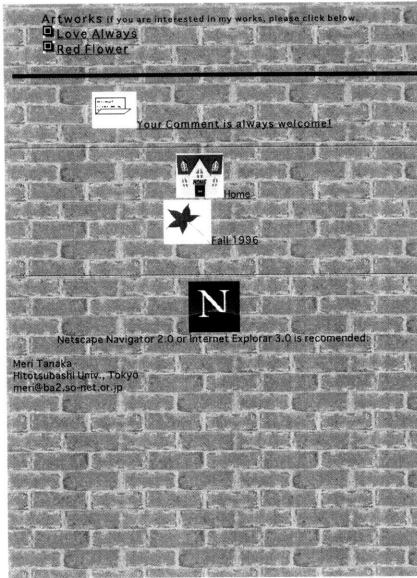 Artworks if you are interested in my works, please click below.
Love Always
Red Flower
Your Comment is always welcome!
Home
Fall 1996
N
Netscape Navigator 2.0 or Internet Explorar 3.0 is recomended.
Meri Tanaka
Hitotsubashi Univ., Tokyo
meri@ba2.so-net.or.jp